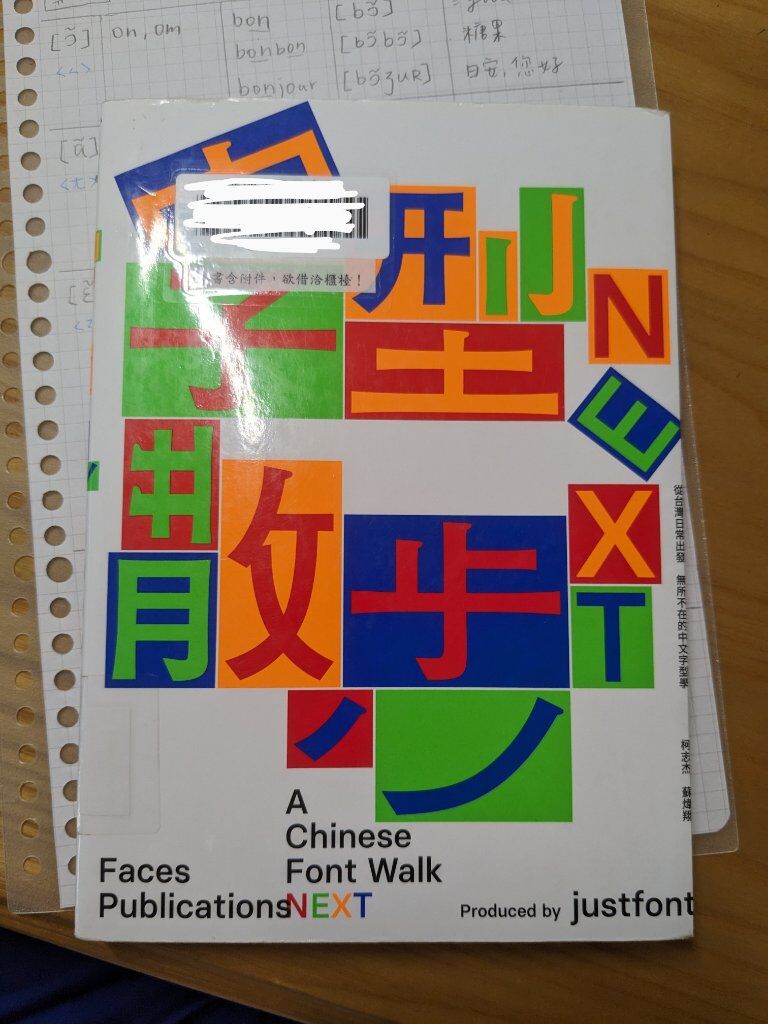 bon [bɔ̃]
[ɔ̃] on, om bonbon [bɔ̃bɔ̃] 糖果
bonjour [bɔ̃ʒuʀ] 日安, 您好
[ɑ̃]
書含附件，欲借洽櫃檯！
字型
散步
NEXT
從台灣日常出發 無所不在的中文字型學
柯志杰 蘇煒翔
A
Chinese
Font Walk
NEXT
Faces
Publications
Produced by justfont